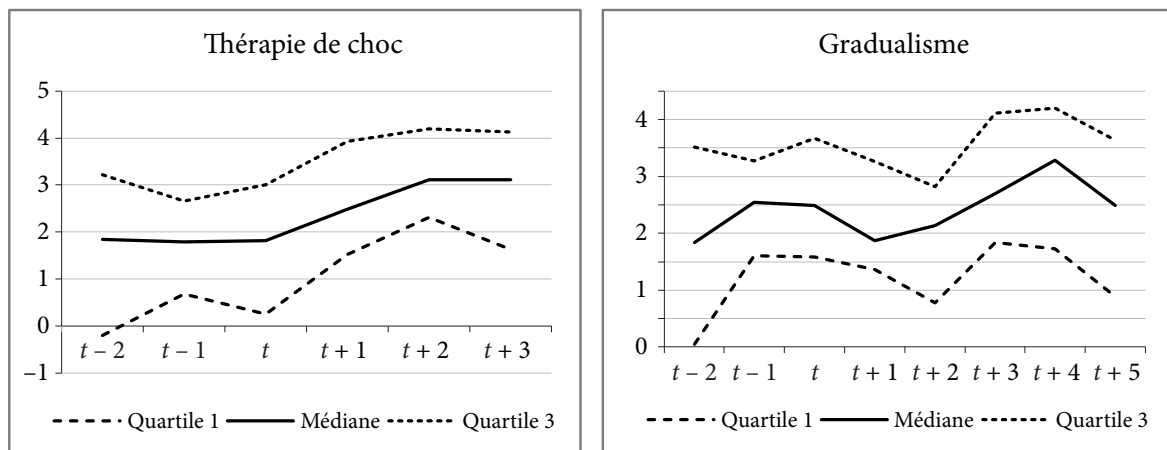 Thérapie de choc
5
4
3
2
1
0
–1
t – 2 t – 1 t t + 1 t + 2 t + 3
Quartile 1 Médiane Quartile 3
Gradualisme
4
3
2
1
0
t – 2 t – 1 t t + 1 t + 2 t + 3 t + 4 t + 5
Quartile 1 Médiane Quartile 3